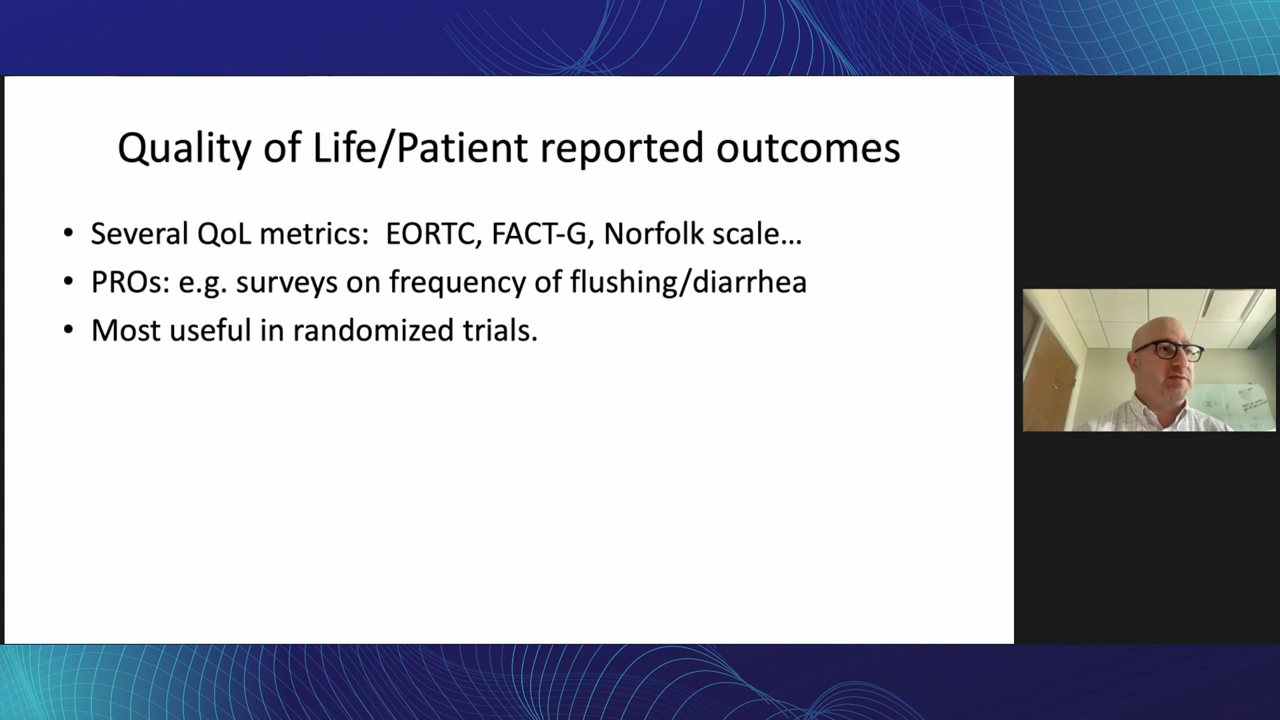 Quality of Life/Patient reported outcomes
• Several QoL metrics:  EORTC, FACT-G, Norfolk scale…
• PROs: e.g. surveys on frequency of flushing/diarrhea
• Most useful in randomized trials.